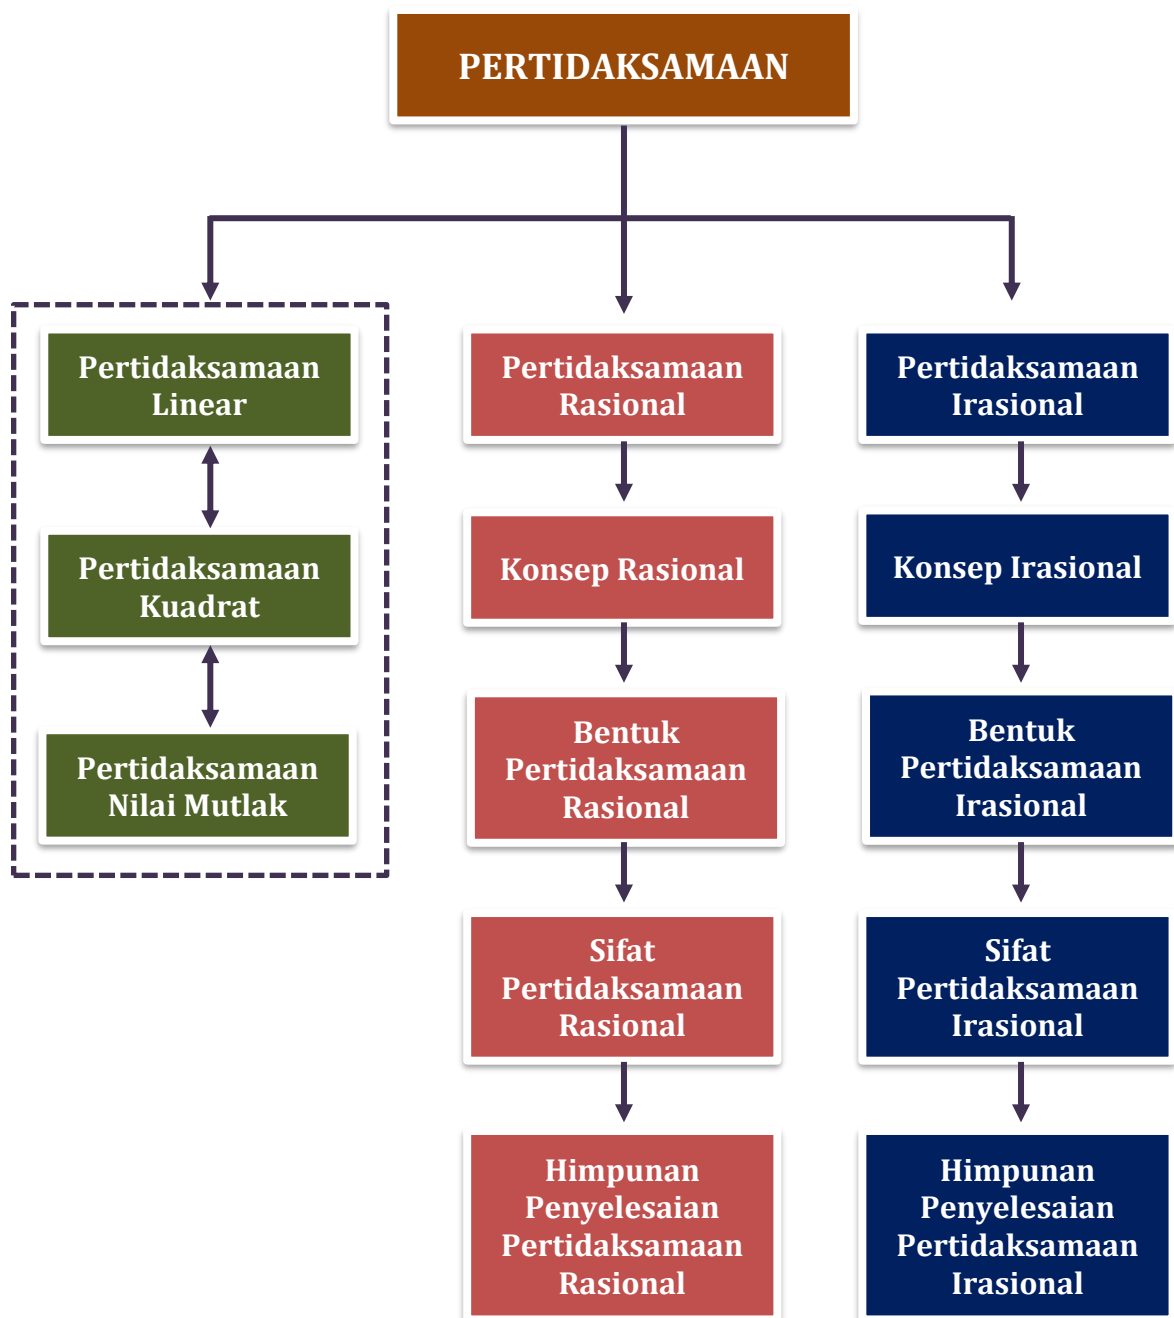 PERTIDAKSAMAAN
Pertidaksamaan
Linear
Pertidaksamaan
Kuadrat
Pertidaksamaan
Nilai Mutlak
Pertidaksamaan
Rasional
Konsep Rasional
Bentuk
Pertidaksamaan
Rasional
Sifat
Pertidaksamaan
Rasional
Himpunan
Penyelesaian
Pertidaksamaan
Rasional
Pertidaksamaan
Irasional
Konsep Irasional
Bentuk
Pertidaksamaan
Irasional
Sifat
Pertidaksamaan
Irasional
Himpunan
Penyelesaian
Pertidaksamaan
Irasional